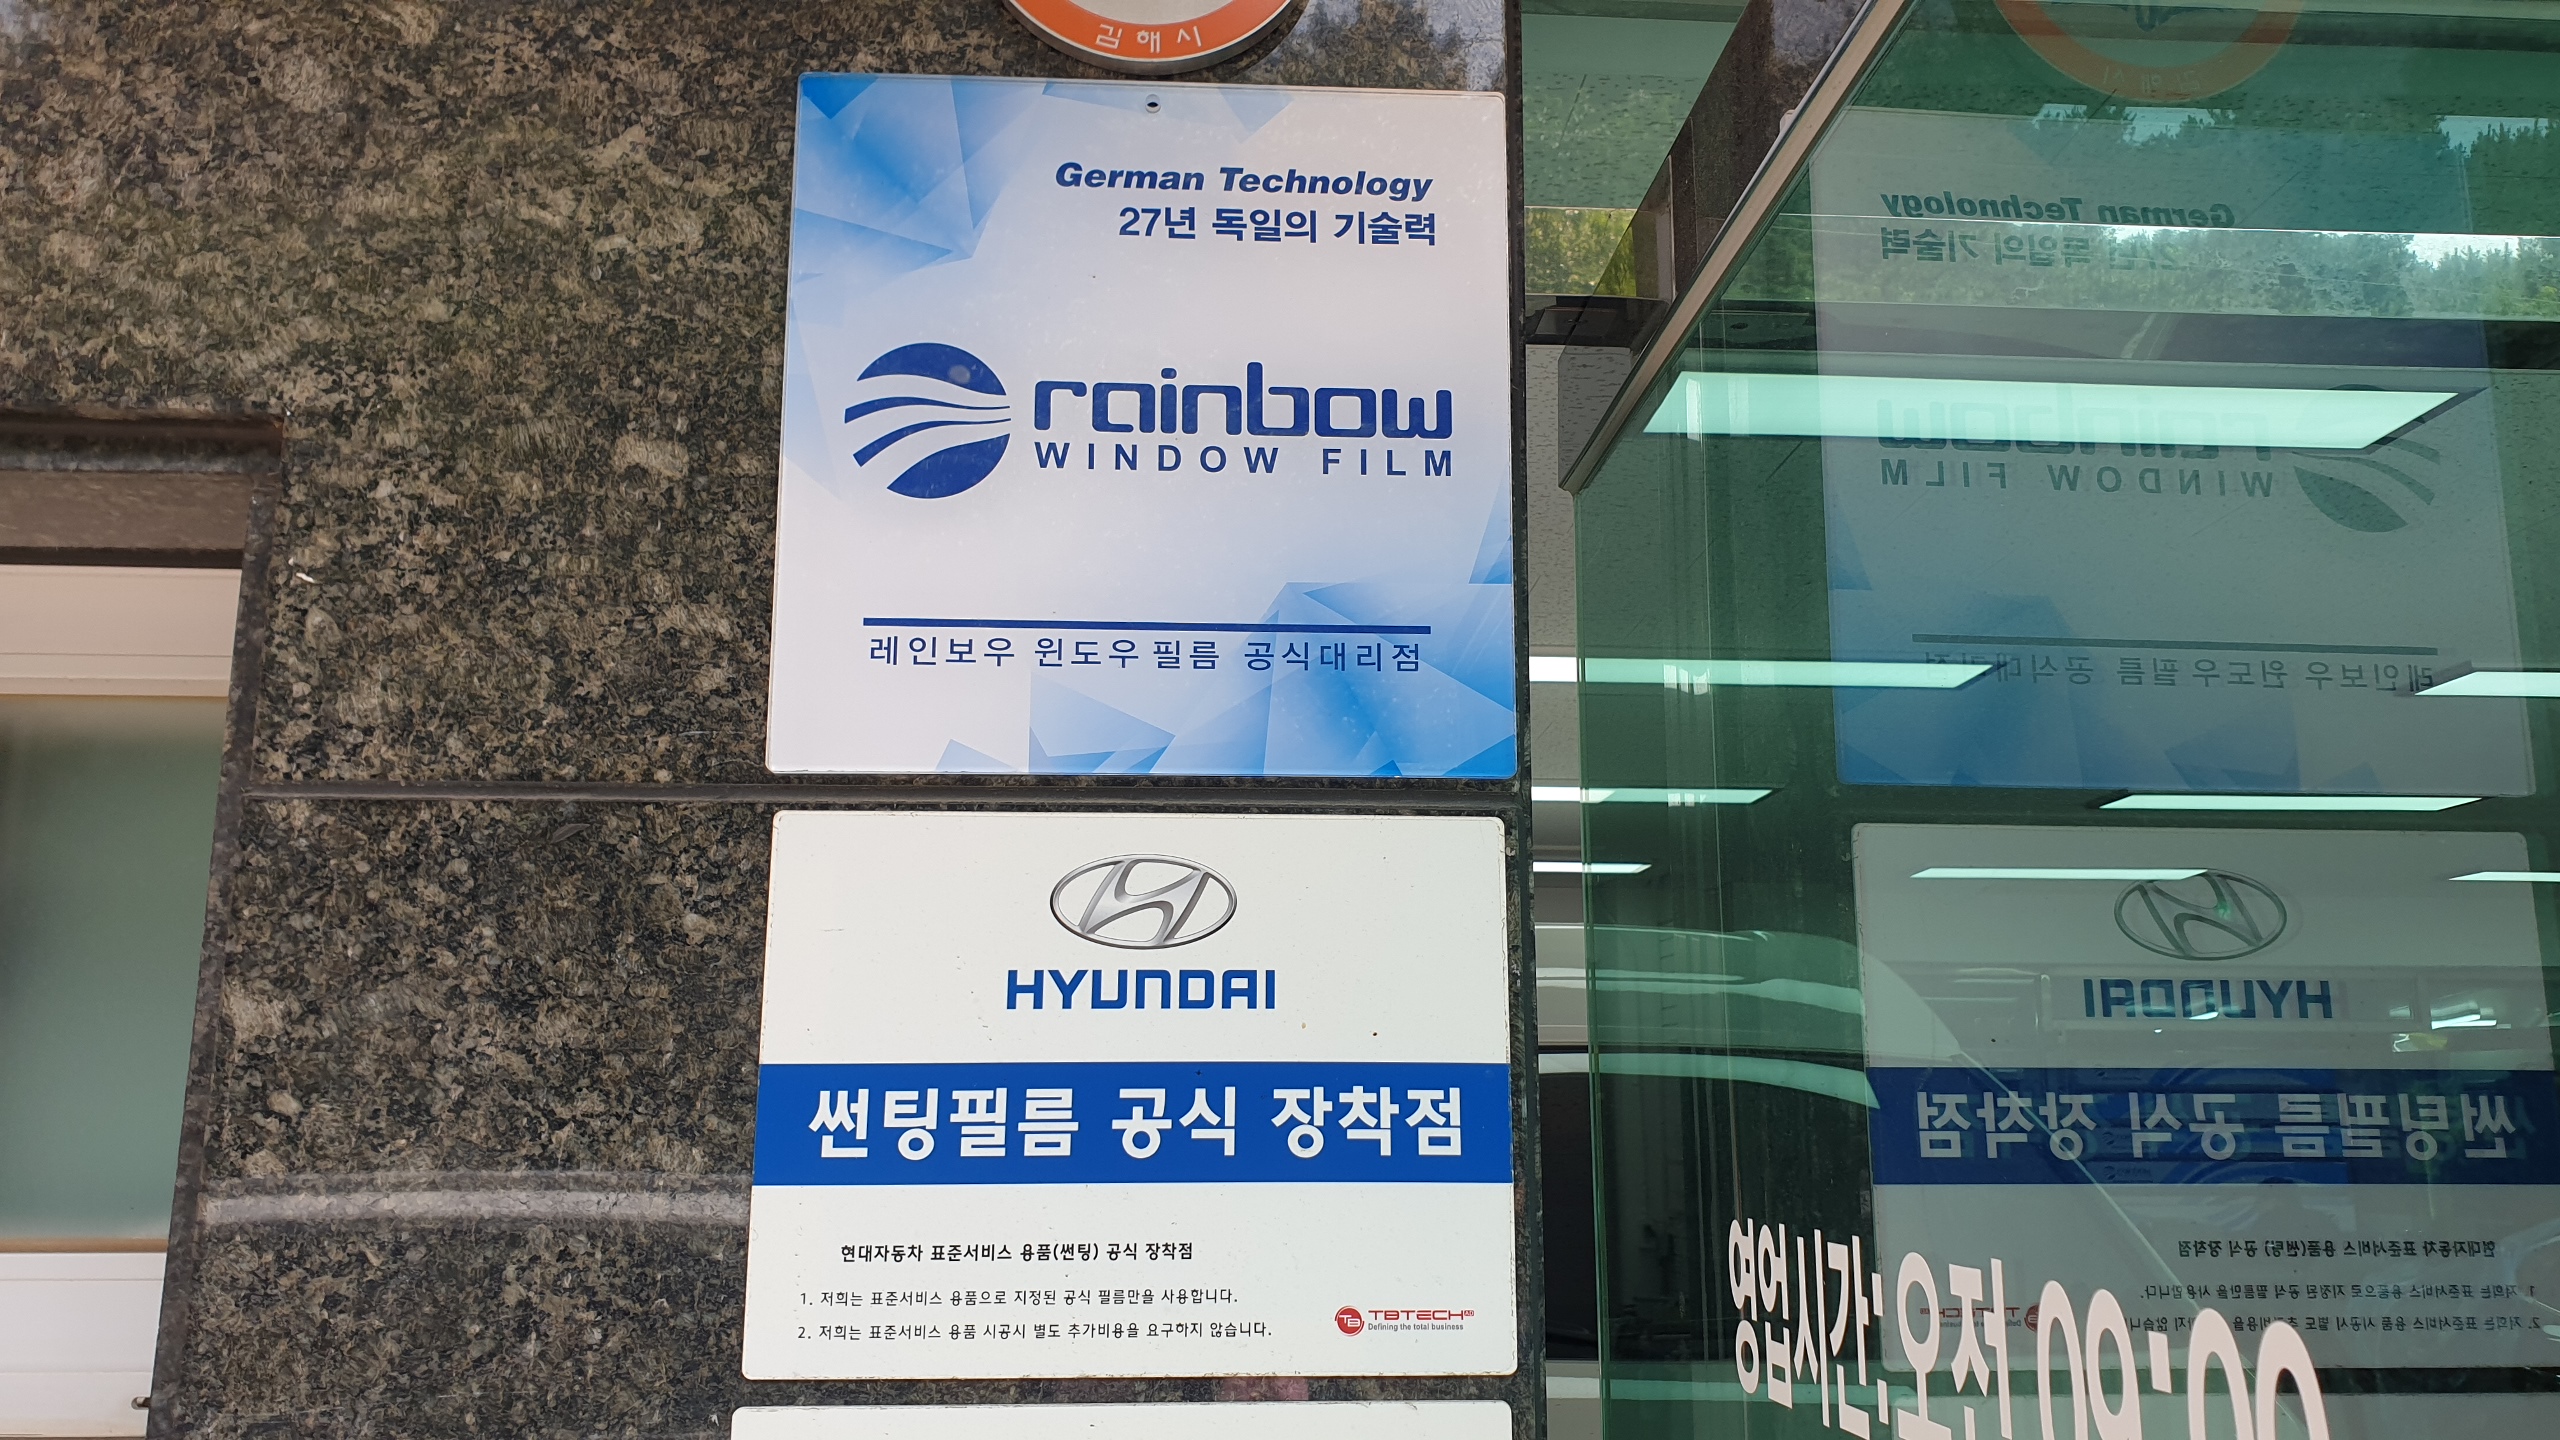 김해시
German Technology
27년 독일의 기술력
rainbow
WINDOW FILM
레인보우 윈도우필름 공식대리점
HYUNDAI
썬팅필름 공식 장착점
현대자동차 표준서비스 용품(썬팅) 공식 장착점
1. 저희는 표준서비스 용품으로 지정된 공식 필름만을 사용합니다.
2. 저희는 표준서비스 용품 시공시 별도 추가비용을 요구하지 않습니다.
TB TBTECH AD
Defining the total business
영업시간: 오전 09:00